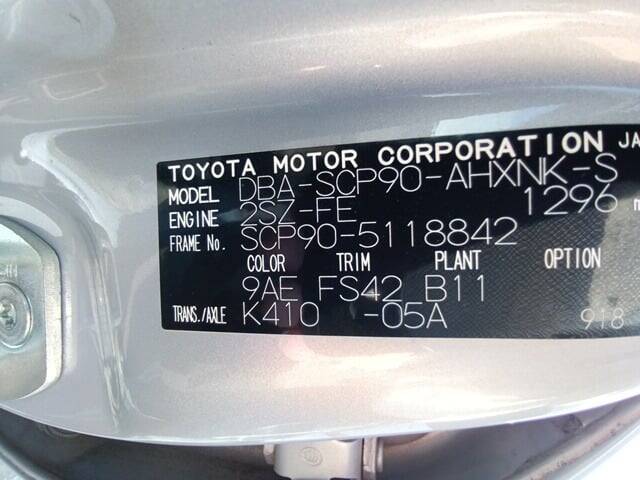 TOYOTA MOTOR CORPORATION JA
MODEL DBA-SCP90-AHXNK-S
ENGINE 2SZ-FE 1296 m
FRAME No. SCP90-5118842
COLOR TRIM PLANT OPTION
9AE FS42 B11
TRANS./AXLE K410 -05A 918